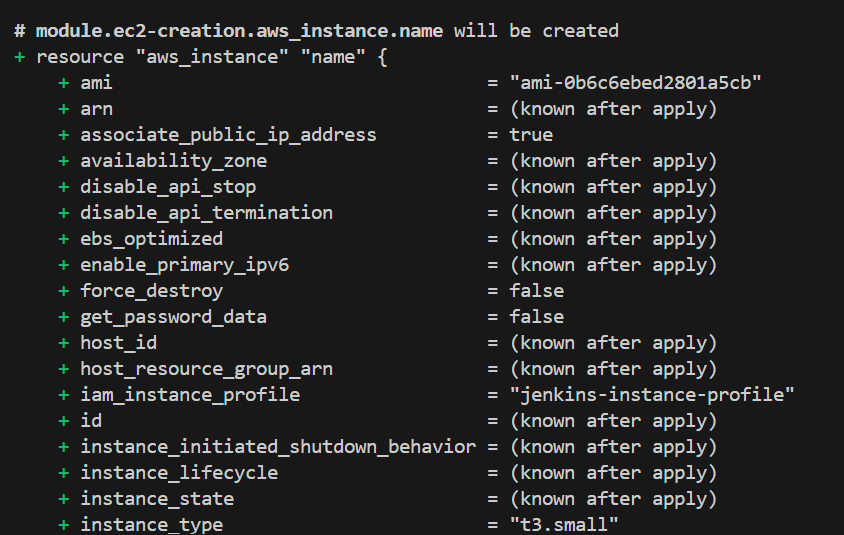 # module.ec2-creation.aws_instance.name will be created
+ resource "aws_instance" "name" {
+ ami = "ami-0b6c6ebed2801a5cb"
+ arn = (known after apply)
+ associate_public_ip_address = true
+ availability_zone = (known after apply)
+ disable_api_stop = (known after apply)
+ disable_api_termination = (known after apply)
+ ebs_optimized = (known after apply)
+ enable_primary_ipv6 = (known after apply)
+ force_destroy = false
+ get_password_data = false
+ host_id = (known after apply)
+ host_resource_group_arn = (known after apply)
+ iam_instance_profile = "jenkins-instance-profile"
+ id = (known after apply)
+ instance_initiated_shutdown_behavior = (known after apply)
+ instance_lifecycle = (known after apply)
+ instance_state = (known after apply)
+ instance_type = "t3.small"